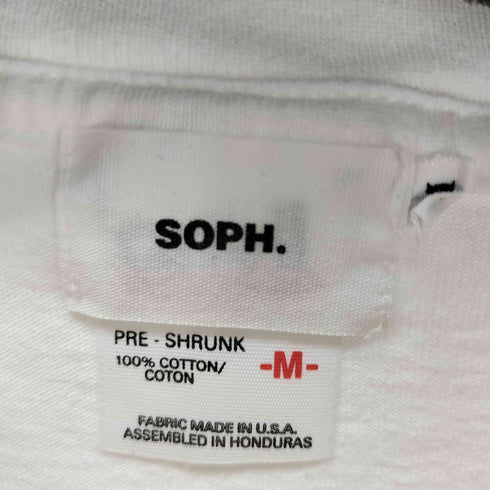 SOPH.
PRE - SHRUNK
100% COTTON/
COTON
-M-
FABRIC MADE IN U.S.A.
ASSEMBLED IN HONDURAS